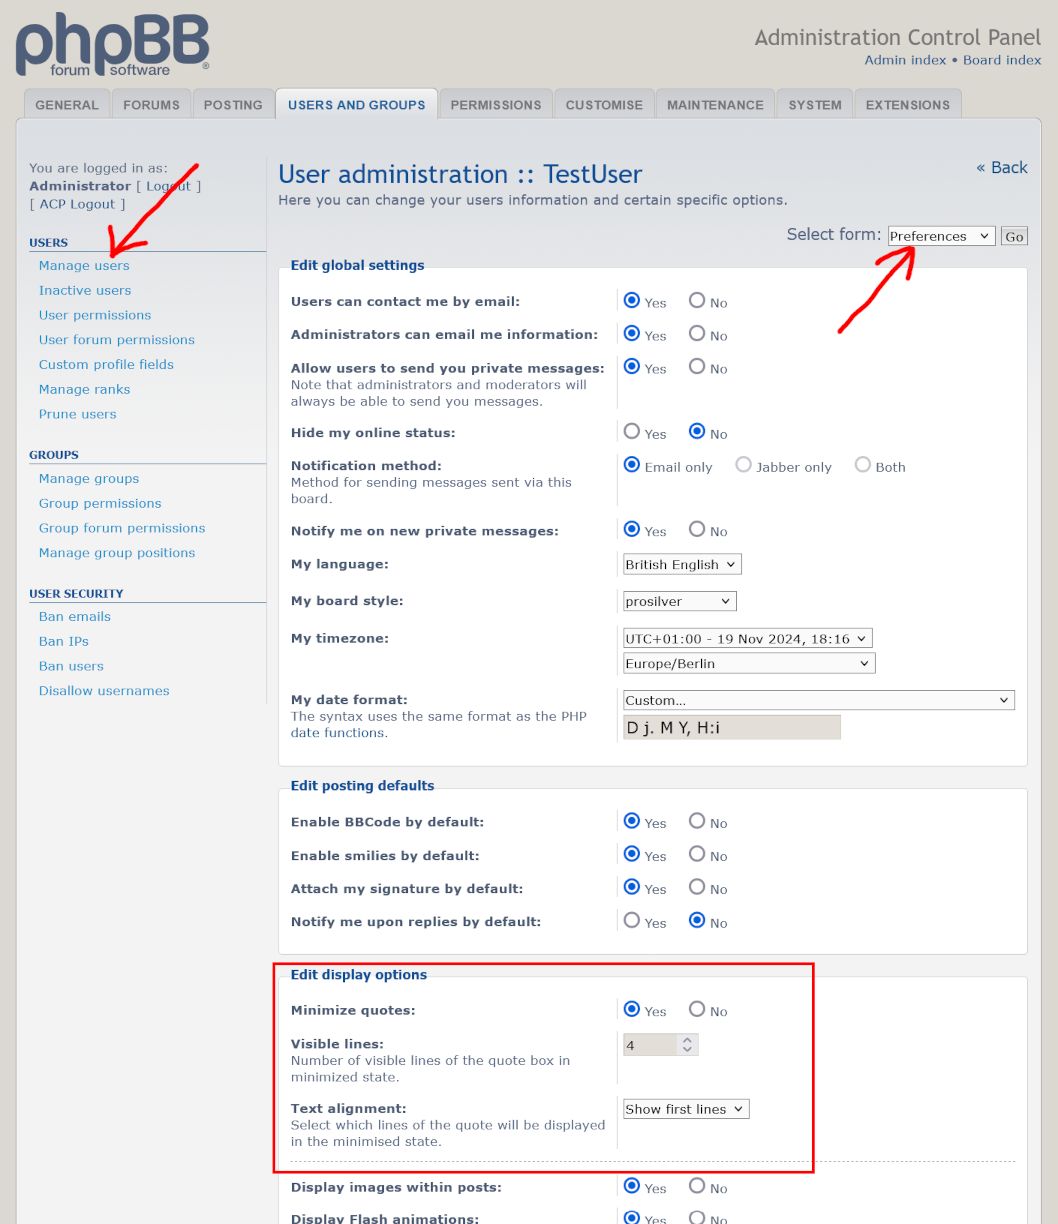 phpBB
forum software
®
Administration Control Panel
Admin index • Board index
GENERAL FORUMS POSTING USERS AND GROUPS PERMISSIONS CUSTOMISE MAINTENANCE SYSTEM EXTENSIONS
You are logged in as:
Administrator [ Logout ]
[ ACP Logout ]
USERS
Manage users
Inactive users
User permissions
User forum permissions
Custom profile fields
Manage ranks
Prune users
GROUPS
Manage groups
Group permissions
Group forum permissions
Manage group positions
USER SECURITY
Ban emails
Ban IPs
Ban users
Disallow usernames
« Back
User administration :: TestUser
Here you can change your users information and certain specific options.
Select form: Preferences Go
Edit global settings
Users can contact me by email: Yes No
Administrators can email me information: Yes No
Allow users to send you private messages: Yes No
Note that administrators and moderators will
always be able to send you messages.
Hide my online status: Yes No
Notification method: Email only Jabber only Both
Method for sending messages sent via this
board.
Notify me on new private messages: Yes No
My language: British English
My board style: prosilver
My timezone: UTC+01:00 - 19 Nov 2024, 18:16
Europe/Berlin
My date format: Custom...
The syntax uses the same format as the PHP
date functions.
D j. M Y, H:i
Edit posting defaults
Enable BBCode by default: Yes No
Enable smilies by default: Yes No
Attach my signature by default: Yes No
Notify me upon replies by default: Yes No
Edit display options
Minimize quotes: Yes No
Visible lines: 4
Number of visible lines of the quote box in
minimized state.
Text alignment: Show first lines
Select which lines of the quote will be displayed
in the minimised state.
Display images within posts: Yes No
Display Flash animations: Yes No